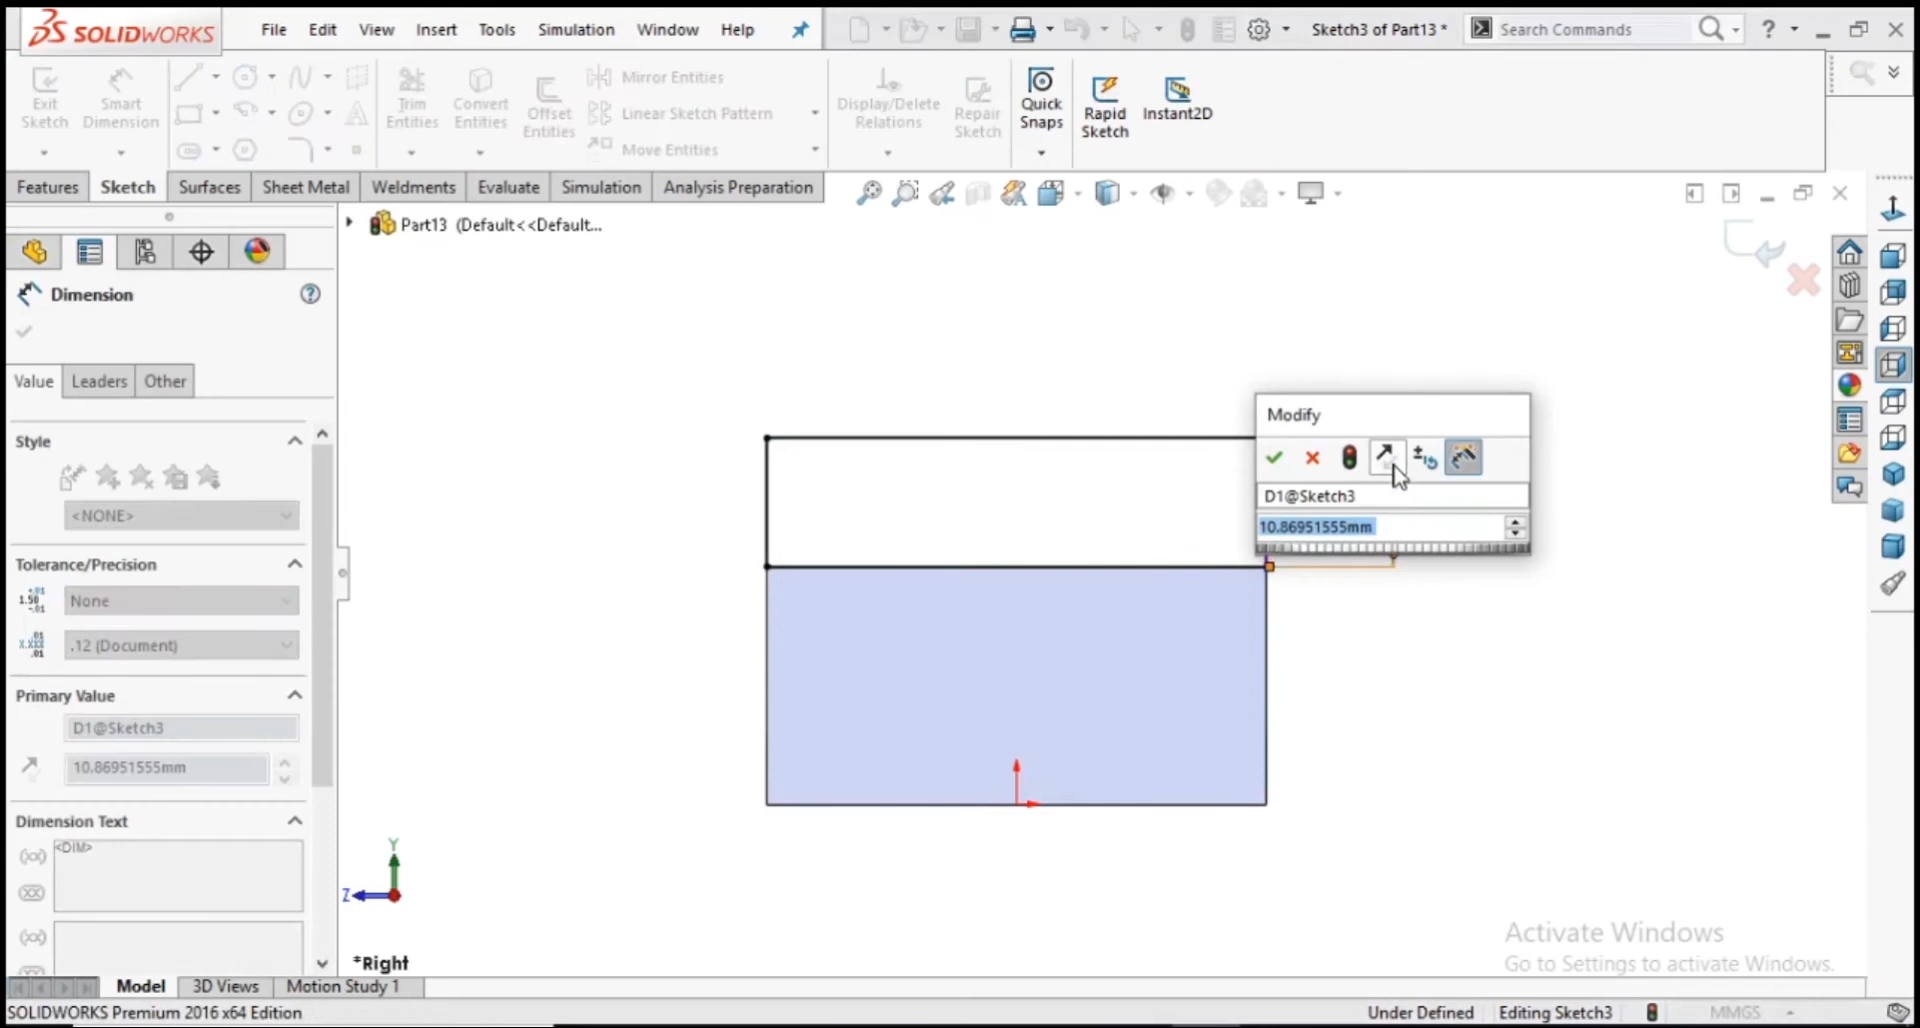 SOLIDWORKS File Edit View Insert Tools Simulation Window Help Sketch3 of Part13 * Search Commands ?
Exit Sketch
Smart Dimension
Trim Entities
Convert Entities
Offset Entities
Mirror Entities
Linear Sketch Pattern
Move Entities
Display/Delete Relations
Repair Sketch
Quick Snaps
Rapid Sketch
Instant2D
Features Sketch Surfaces Sheet Metal Weldments Evaluate Simulation Analysis Preparation
Part13 (Default<<Default...
Dimension
Value Leaders Other
Style
<NONE>
Tolerance/Precision
None
.12 (Document)
Primary Value
D1@Sketch3
10.86951555mm
Dimension Text
<DIM>
Modify
D1@Sketch3
10.86951555mm
Y
Z
*Right
Activate Windows
Go to Settings to activate Windows.
Model 3D Views Motion Study 1
SOLIDWORKS Premium 2016 x64 Edition Under Defined Editing Sketch3 MMGS